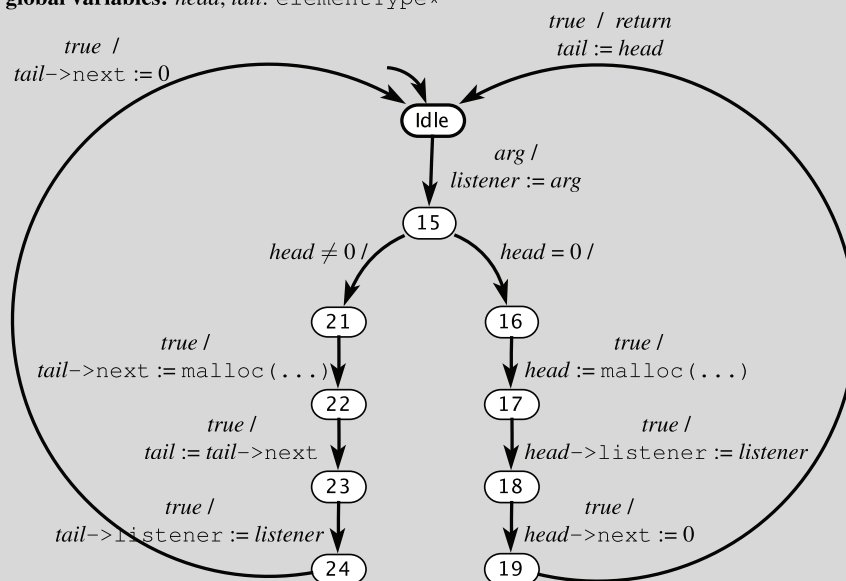 global variables: head, tail: elementType*
true / return
tail := head
true /
tail->next := 0
Idle
arg /
listener := arg
15
head ≠ 0 /
head = 0 /
21
16
true /
tail->next := malloc(...)
true /
head := malloc(...)
22
17
true /
tail := tail->next
true /
head->listener := listener
23
18
true /
tail->listener := listener
true /
head->next := 0
24
19